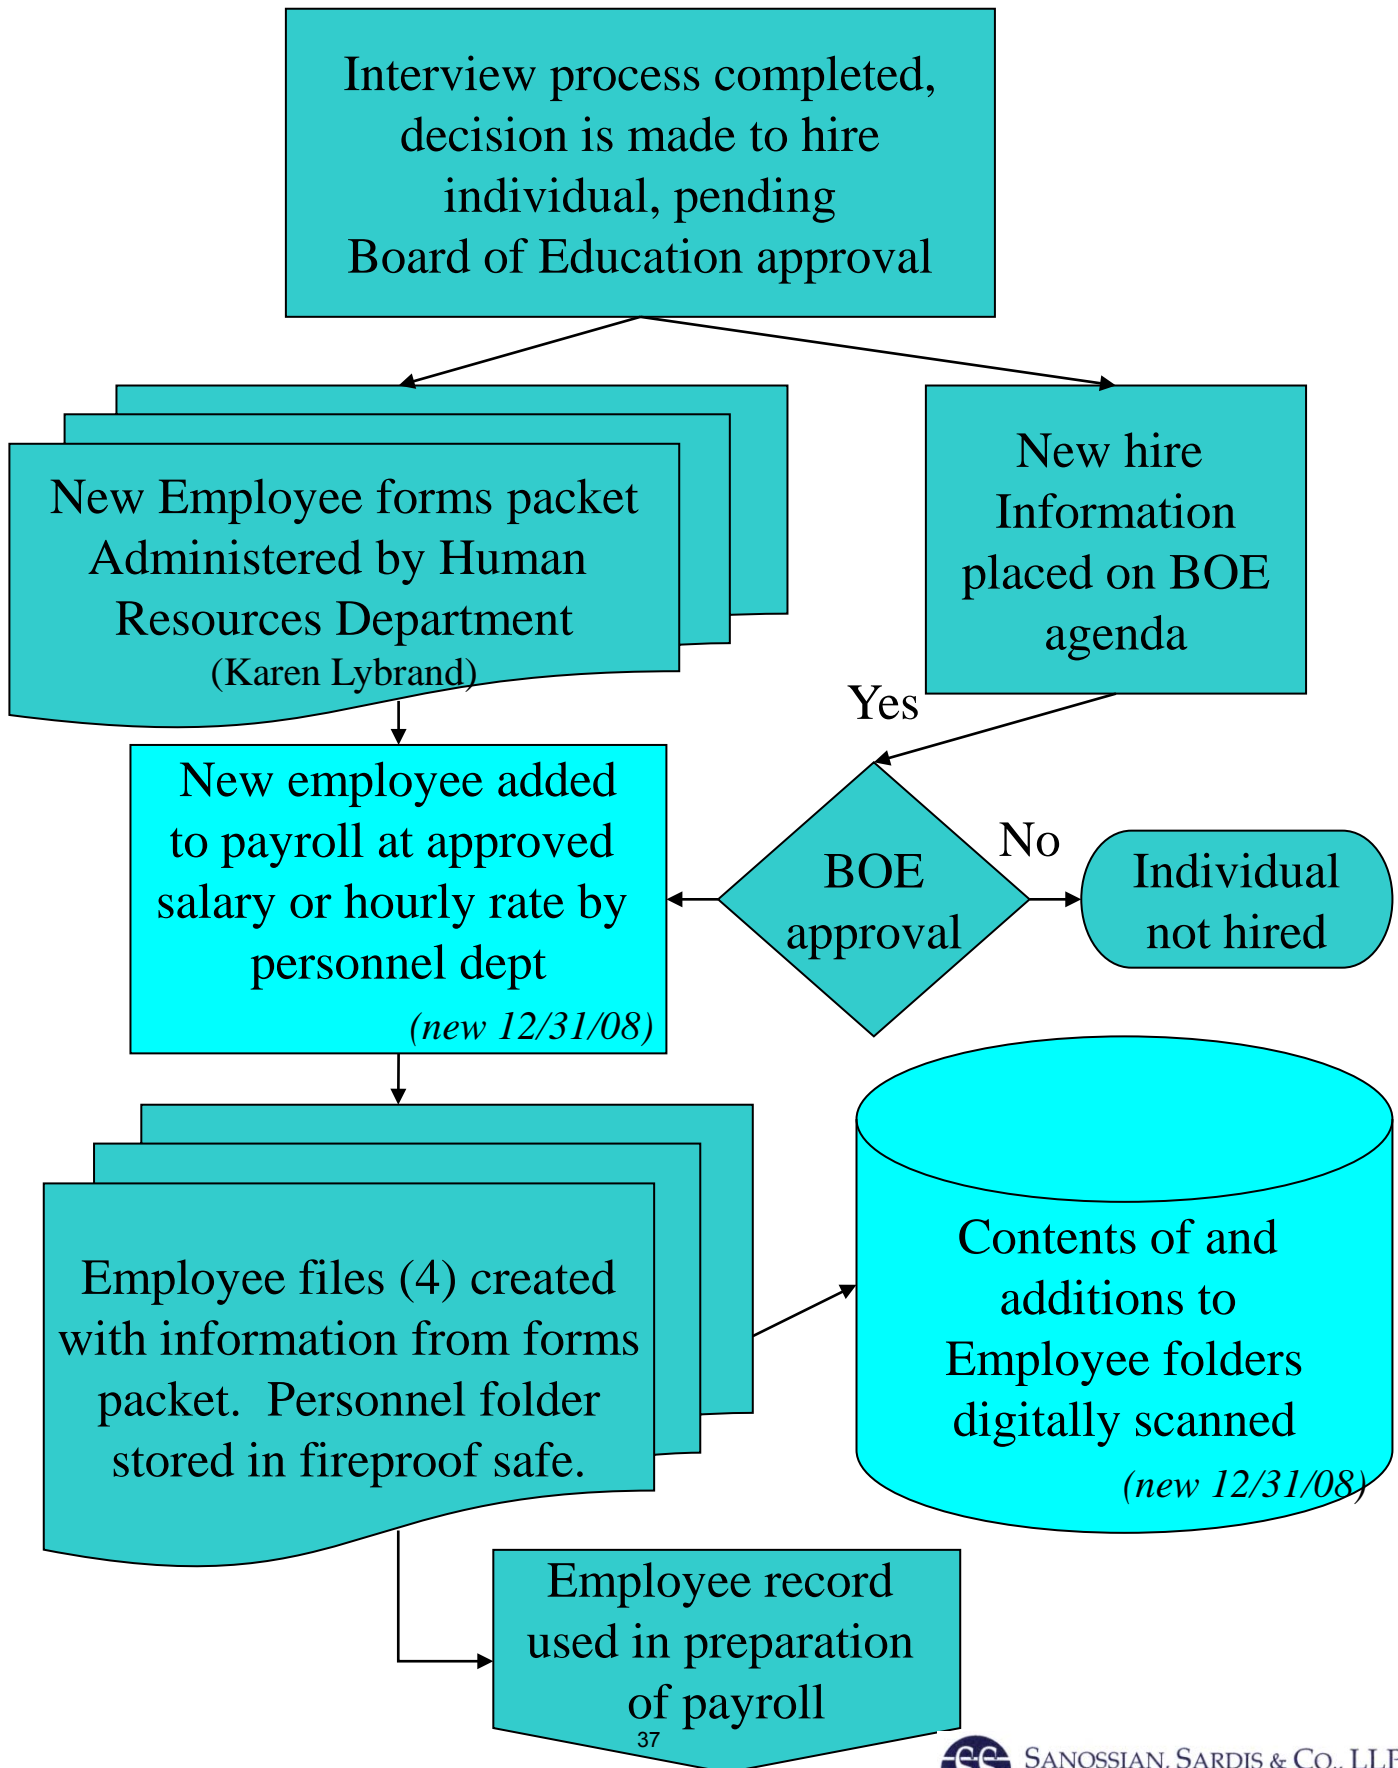 Interview process completed,
decision is made to hire
individual, pending
Board of Education approval
New Employee forms packet
Administered by Human
Resources Department
(Karen Lybrand)
New hire
Information
placed on BOE
agenda
Yes
New employee added
to payroll at approved
salary or hourly rate by
personnel dept
(new 12/31/08)
BOE
approval
No
Individual
not hired
Employee files (4) created
with information from forms
packet.  Personnel folder
stored in fireproof safe.
Contents of and
additions to
Employee folders
digitally scanned
(new 12/31/08)
Employee record
used in preparation
of payroll
37
SANOSSIAN, SARDIS & CO., LLP